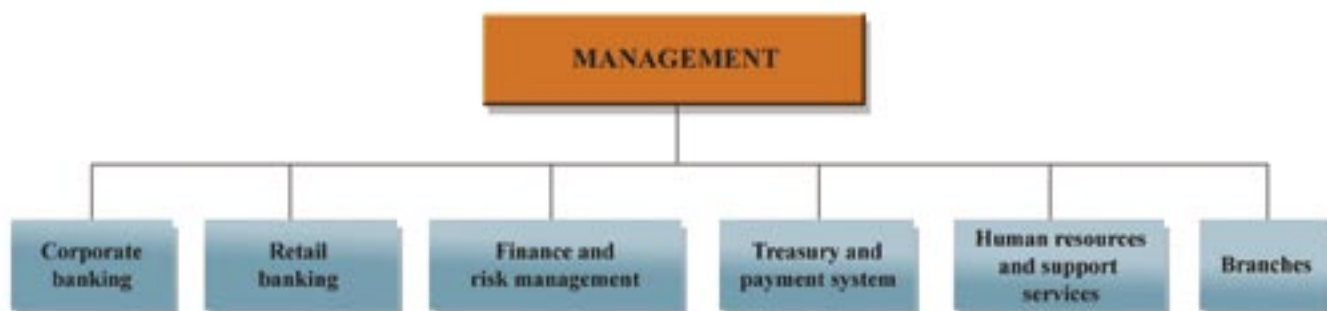 MANAGEMENT
Corporate
banking
Retail
banking
Finance and
risk management
Treasury and
payment system
Human resources
and support
services
Branches